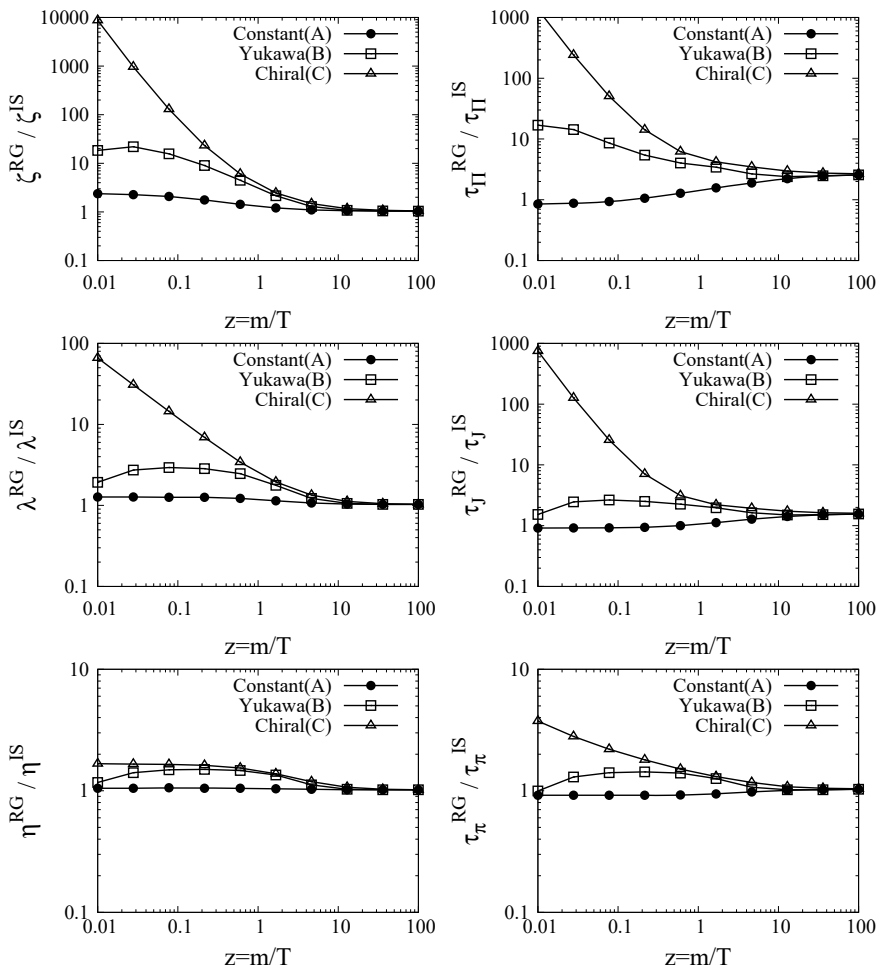 ζ^RG / ζ^IS
10000
1000
100
10
1
0.1
Constant(A)
Yukawa(B)
Chiral(C)
0.01 0.1 1 10 100
z=m/T
τ_Π^RG / τ_Π^IS
1000
100
10
1
0.1
Constant(A)
Yukawa(B)
Chiral(C)
0.01 0.1 1 10 100
z=m/T
λ^RG / λ^IS
100
10
1
0.1
Constant(A)
Yukawa(B)
Chiral(C)
0.01 0.1 1 10 100
z=m/T
τ_J^RG / τ_J^IS
1000
100
10
1
0.1
Constant(A)
Yukawa(B)
Chiral(C)
0.01 0.1 1 10 100
z=m/T
η^RG / η^IS
10
1
0.1
Constant(A)
Yukawa(B)
Chiral(C)
0.01 0.1 1 10 100
z=m/T
τ_π^RG / τ_π^IS
10
1
0.1
Constant(A)
Yukawa(B)
Chiral(C)
0.01 0.1 1 10 100
z=m/T